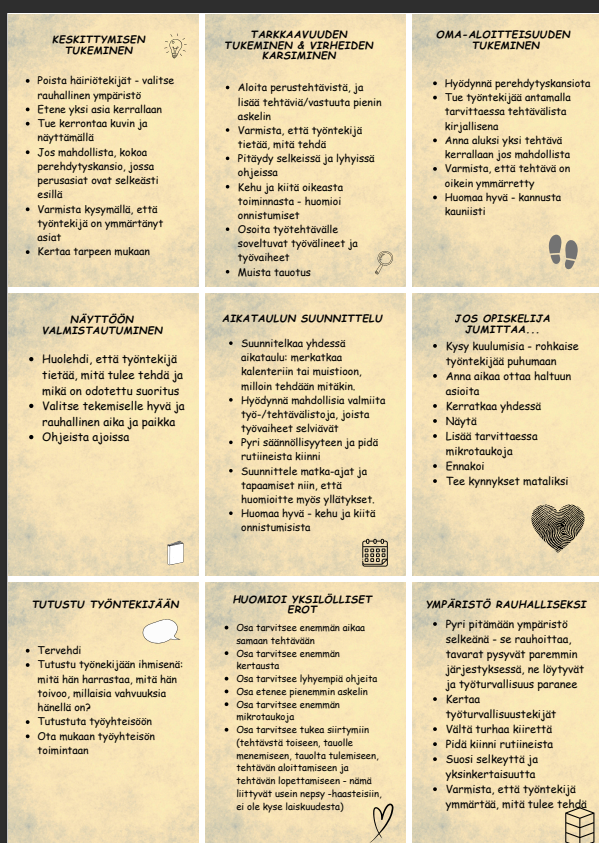 KESKITTYMISEN
TUKEMINEN
• Poista häiriötekijät - valitse
rauhallinen ympäristö
• Etene yksi asia kerrallaan
• Tue kerrontaa kuvin ja
näyttämällä
• Jos mahdollista, kokoa
perehdytyskansio, jossa
perusasiat ovat selkeästi
esillä
• Varmista kysymällä, että
työntekijä on ymmärtänyt
asiat
• Kertaa tarpeen mukaan
TARKKAAVUUDEN
TUKEMINEN & VIRHEIDEN
KARSIMINEN
• Aloita perustehtävistä, ja
lisää tehtäviä/vastuuta pienin
askelin
• Varmista, että työntekijä
tietää, mitä tehdä
• Pitäydy selkeissä ja lyhyissä
ohjeissa
• Kehu ja kiitä oikeasta
toiminnasta - huomioi
onnistumiset
• Osoita työtehtävälle
soveltuvat työvälineet ja
työvaiheet
• Muista tauotus
OMA-ALOITTEISUUDEN
TUKEMINEN
• Hyödynnä perehdytyskansiota
• Tue työntekijää antamalla
tarvittaessa tehtävälista
kirjallisena
• Anna aluksi yksi tehtävä
kerrallaan jos mahdollista
• Varmista, että tehtävä on
oikein ymmärretty
• Huomaa hyvä - kannusta
kauniisti
NÄYTTÖÖN
VALMISTAUTUMINEN
• Huolehdi, että työntekijä
tietää, mitä tulee tehdä ja
mikä on odotettu suoritus
• Valitse tekemiselle hyvä ja
rauhallinen aika ja paikka
• Ohjeista ajoissa
AIKATAULUN SUUNNITTELU
• Suunnitelkaa yhdessä
aikataulu: merkatkaa
kalenteriin tai muistioon,
milloin tehdään mitäkin.
• Hyödynnä mahdollisia valmiita
työ-/tehtävälistoja, joista
työvaiheet selviävät
• Pyri säännöllisyyteen ja pidä
rutiineista kiinni
• Suunnittele matka-ajat ja
tapaamiset niin, että
huomioitte myös yllätykset.
• Huomaa hyvä - kehu ja kiitä
onnistumisista
JOS OPISKELIJA
JUMITTAA...
• Kysy kuulumisia - rohkaise
työntekijää puhumaan
• Anna aikaa ottaa haltuun
asioita
• Kerratkaa yhdessä
• Näytä
• Lisää tarvittaessa
mikrotaukoja
• Ennakoi
• Tee kynnykset mataliksi
TUTUSTU TYÖNTEKIJÄÄN
• Tervehdi
• Tutustu työnekijään ihmisenä:
mitä hän harrastaa, mitä hän
toivoo, millaisia vahvuuksia
hänellä on?
• Tutustuta työyhteisöön
• Ota mukaan työyhteisön
toimintaan
HUOMIOI YKSILÖLLISET
EROT
• Osa tarvitsee enemmän aikaa
samaan tehtävään
• Osa tarvitsee enemmän
kertausta
• Osa tarvitsee lyhyempiä ohjeita
• Osa etenee pienemmin askelin
• Osa tarvitsee enemmän
mikrotaukoja
• Osa tarvitsee tukea siirtymiin
(tehtävstä toiseen, tauolle
menemiseen, tauolta tulemiseen,
tehtävän aloittamiseen ja
tehtävän lopettamiseen - nämä
liittyvät usein nepsy -haasteisiin,
ei ole kyse laiskuudesta)
YMPÄRISTÖ RAUHALLISEKSI
• Pyri pitämään ympäristö
selkeänä - se rauhoittaa,
tavarat pysyvät paremmin
järjestyksessä, ne löytyvät
ja työturvallisuus paranee
• Kertaa
työturvallisuustekijät
• Vältä turhaa kiirettä
• Pidä kiinni rutiineista
• Suosi selkeyttä ja
yksinkertaisuutta
• Varmista, että työntekijä
ymmärtää, mitä tulee tehdä